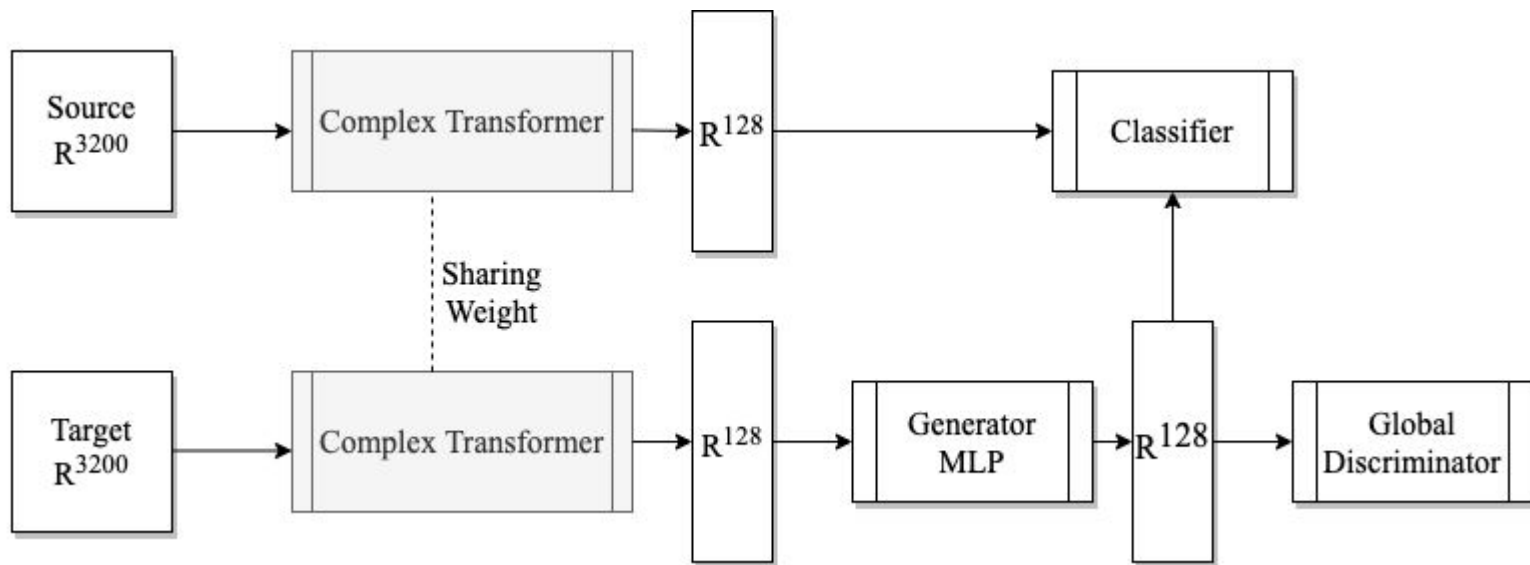 Source
R³²⁰⁰
Complex Transformer
R¹²⁸
Classifier
Sharing
Weight
Target
R³²⁰⁰
Complex Transformer
R¹²⁸
Generator
MLP
R¹²⁸
Global
Discriminator